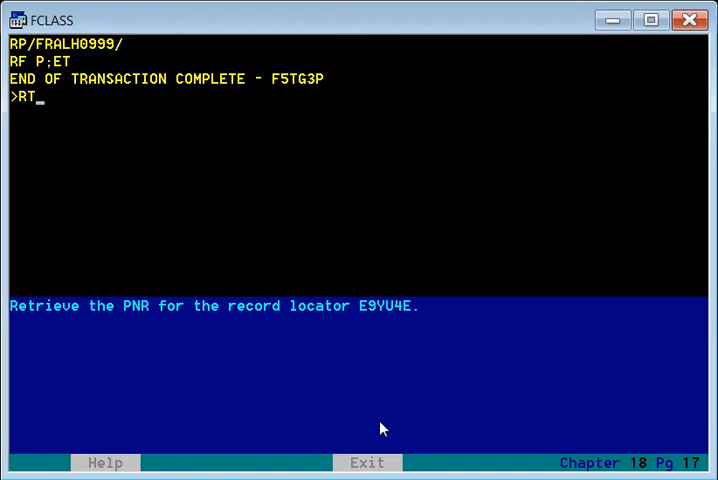 FCLASS
RP/FRALH0999/
RF P;ET
END OF TRANSACTION COMPLETE - F5TG3P
>RT_
Retrieve the PNR for the record locator E9YU4E.
Help Exit Chapter 18 Pg 17